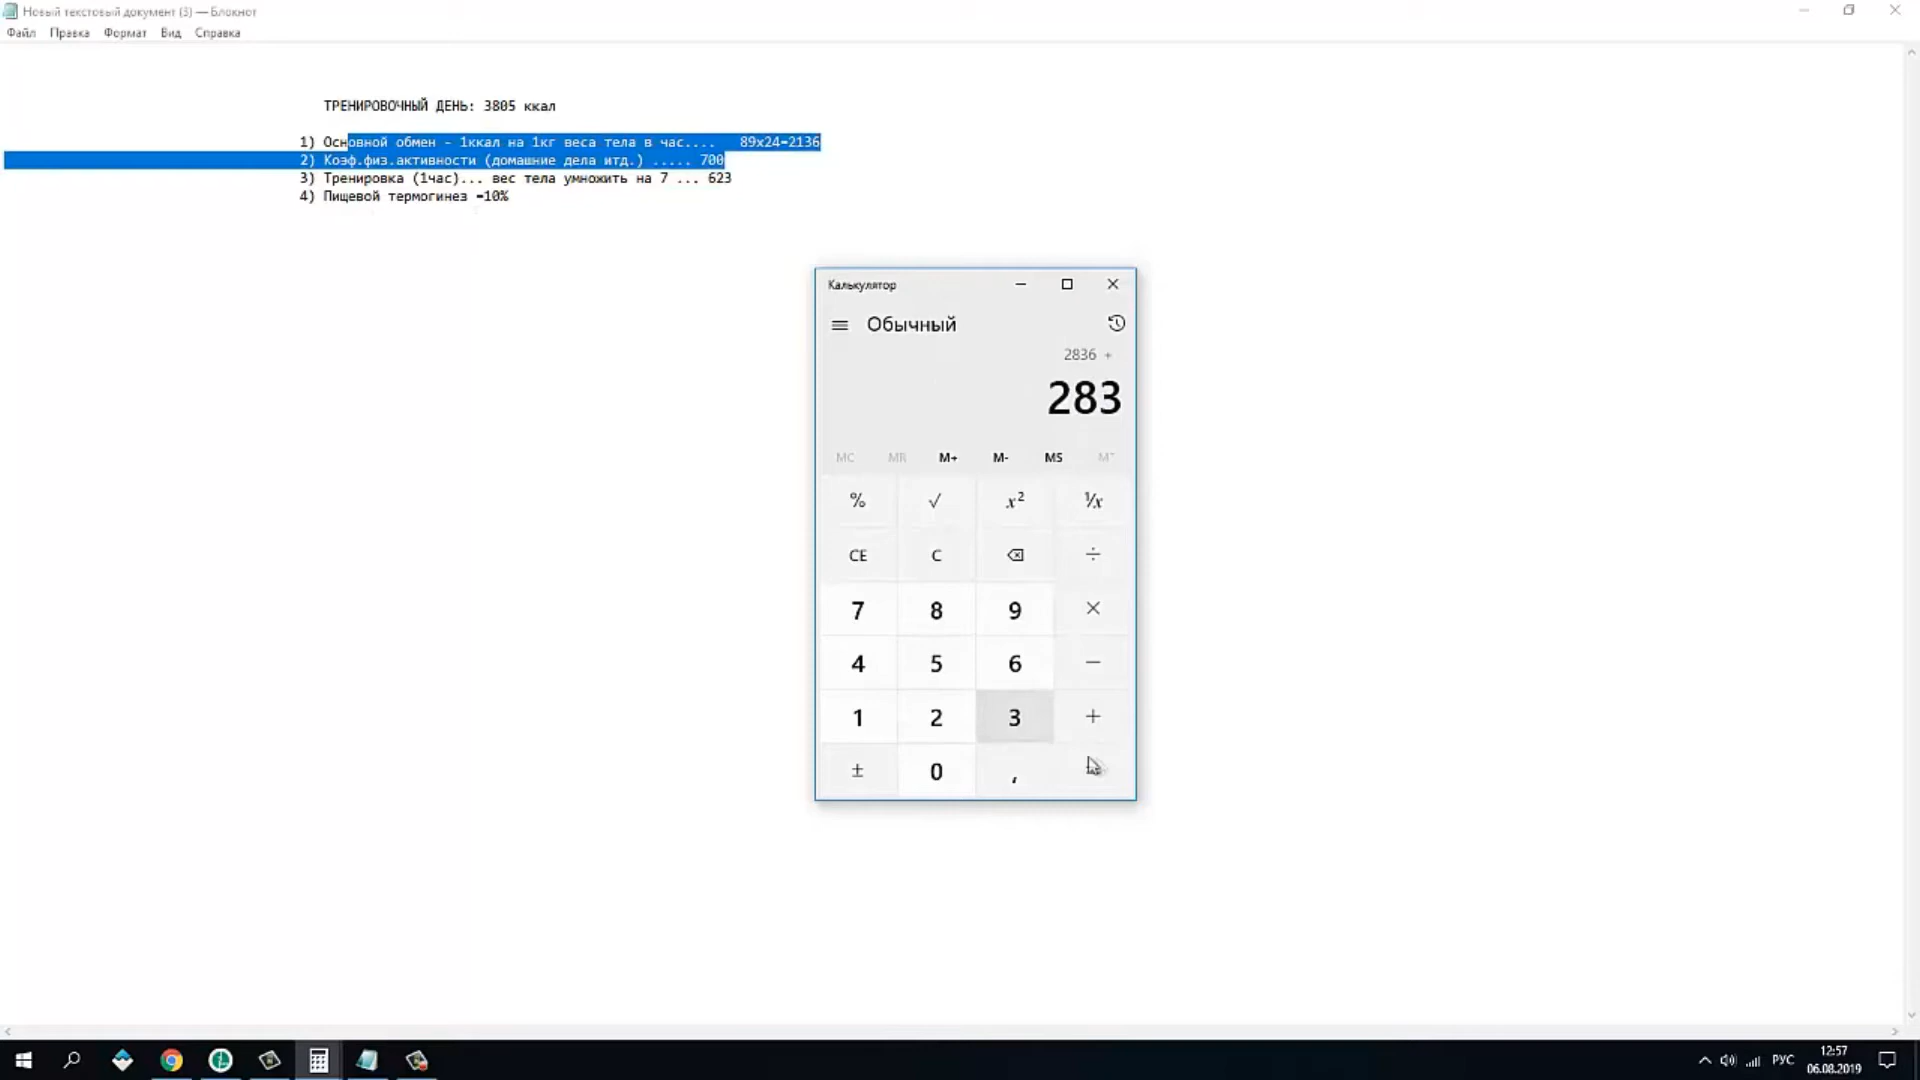 Новый текстовый документ (3) — Блокнот
Файл Правка Формат Вид Справка
ТРЕНИРОВОЧНЫЙ ДЕНЬ: 3805 ккал
1) Основной обмен - 1ккал на 1кг веса тела в час.... 89x24=2136
2) Коэф.физ.активности (домашние дела итд.) ..... 700
3) Тренировка (1час)... вес тела умножить на 7 ... 623
4) Пищевой термогинез =10%
Калькулятор
Обычный
2836 +
283
MC MR M+ M- MS M˅
% √ x² ¹/x
CE C ÷
7 8 9 ×
4 5 6 −
1 2 3 +
± 0 ,
РУС
12:57
06.08.2019